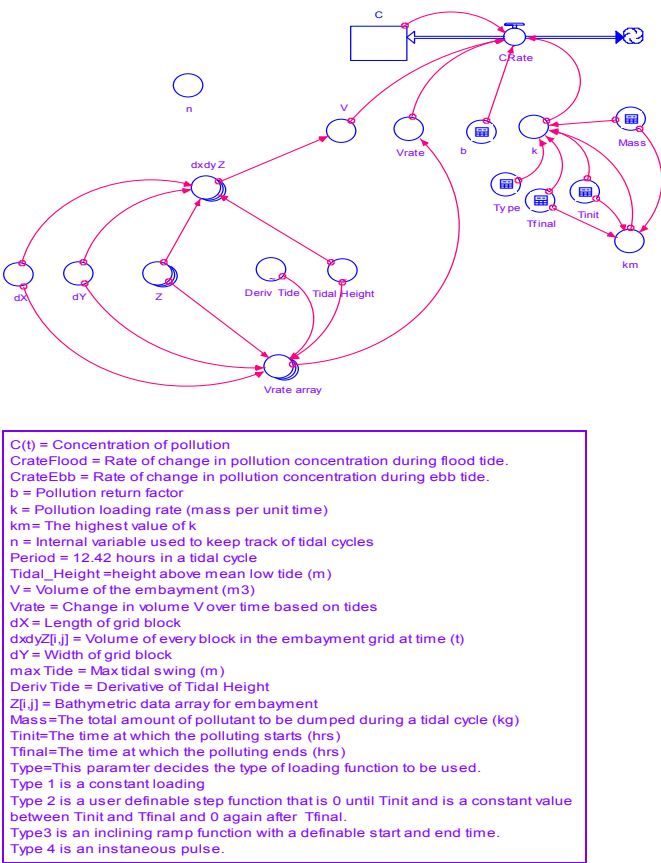 C
CRate
n
V
Vrate
b
k
Mass
dxdy Z
Ty pe
Tf inal
Tinit
km
dX
dY
Z
Deriv Tide
~
Tidal Height
Vrate array
C(t) = Concentration of pollution
CrateFlood = Rate of change in pollution concentration during flood tide.
CrateEbb = Rate of change in pollution concentration during ebb tide.
b = Pollution return factor
k = Pollution loading rate (mass per unit time)
km= The highest value of k
n = Internal variable used to keep track of tidal cycles
Period = 12.42 hours in a tidal cycle
Tidal_Height =height above mean low tide (m)
V = Volume of the embayment (m3)
Vrate = Change in volume V over time based on tides
dX = Length of grid block
dxdyZ[i,j] = Volume of every block in the embayment grid at time (t)
dY = Width of grid block
max Tide = Max tidal swing (m)
Deriv Tide = Derivative of Tidal Height
Z[i,j] = Bathymetric data array for embayment
Mass=The total amount of pollutant to be dumped during a tidal cycle (kg)
Tinit=The time at which the polluting starts (hrs)
Tfinal=The time at which the polluting ends (hrs)
Type=This paramter decides the type of loading function to be used.
Type 1 is a constant loading
Type 2 is a user definable step function that is 0 until Tinit and is a constant value
between Tinit and Tfinal and 0 again after Tfinal.
Type3 is an inclining ramp function with a definable start and end time.
Type 4 is an instaneous pulse.